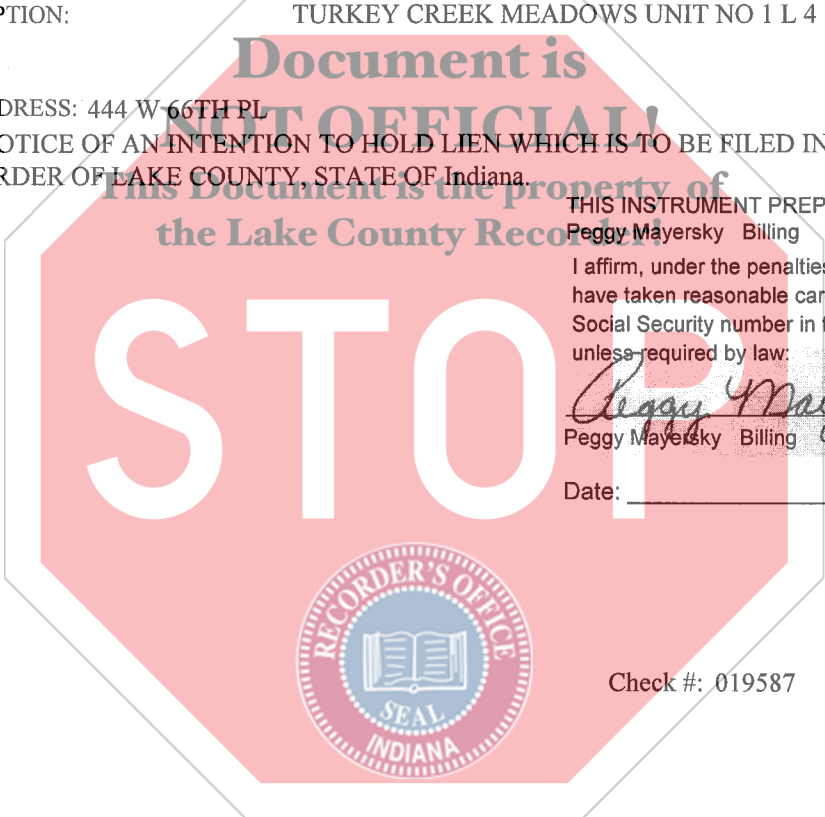 PTION: TURKEY CREEK MEADOWS UNIT NO 1 L 4
Document is
DRESS: 444 W 66TH PL
NOT OFFICIAL!
OTICE OF AN INTENTION TO HOLD LIEN WHICH IS TO BE FILED IN
RDER OF LAKE COUNTY, STATE OF Indiana.
This Document is the property of
the Lake County Recorder!
THIS INSTRUMENT PREP
Peggy Mayersky Billing
I affirm, under the penalties
have taken reasonable car
Social Security number in t
unless required by law:
Peggy May
Peggy Mayersky Billing
Date:
STOP
RECORDER'S OFFICE
SEAL
INDIANA
Check #: 019587